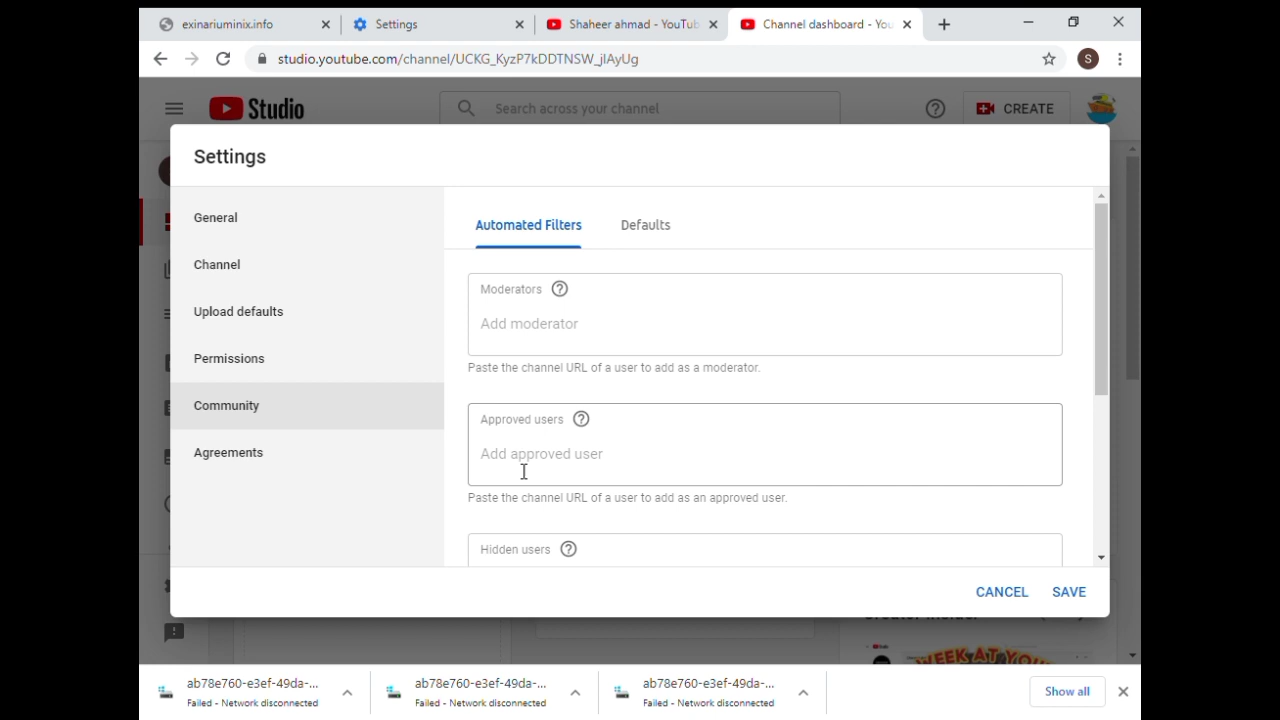 exinariuminix.info
Settings
Shaheer ahmad - YouTub
Channel dashboard - You
studio.youtube.com/channel/UCKG_KyzP7kDDTNSW_jIAyUg
S
Studio
Search across your channel
CREATE
Settings
General
Channel
Upload defaults
Permissions
Community
Agreements
Automated Filters
Defaults
Moderators
Add moderator
Paste the channel URL of a user to add as a moderator.
Approved users
Add approved user
Paste the channel URL of a user to add as an approved user.
Hidden users
CANCEL
SAVE
WEEK AT YOU
ab78e760-e3ef-49da-...
Failed - Network disconnected
ab78e760-e3ef-49da-...
Failed - Network disconnected
ab78e760-e3ef-49da-...
Failed - Network disconnected
Show all